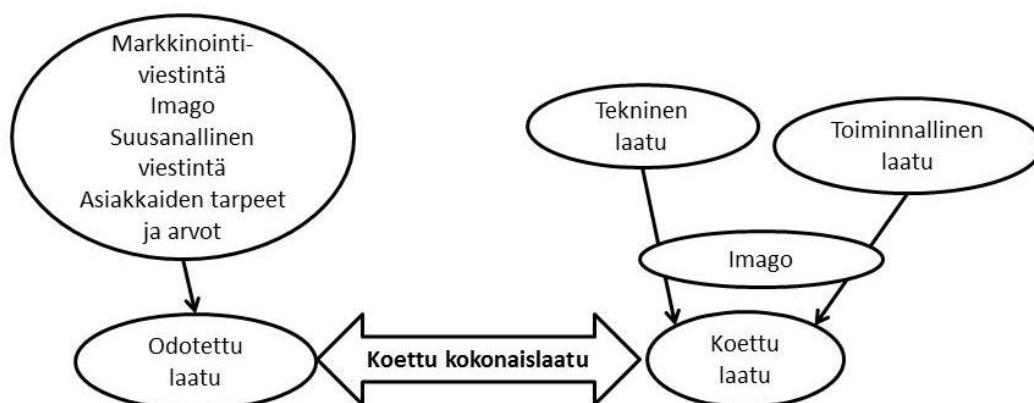 Markkinointi-
viestintä
Imago
Suusanallinen
viestintä
Asiakkaiden tarpeet
ja arvot
Tekninen
laatu
Toiminnallinen
laatu
Imago
Odotettu
laatu
Koettu kokonaislaatu
Koettu
laatu